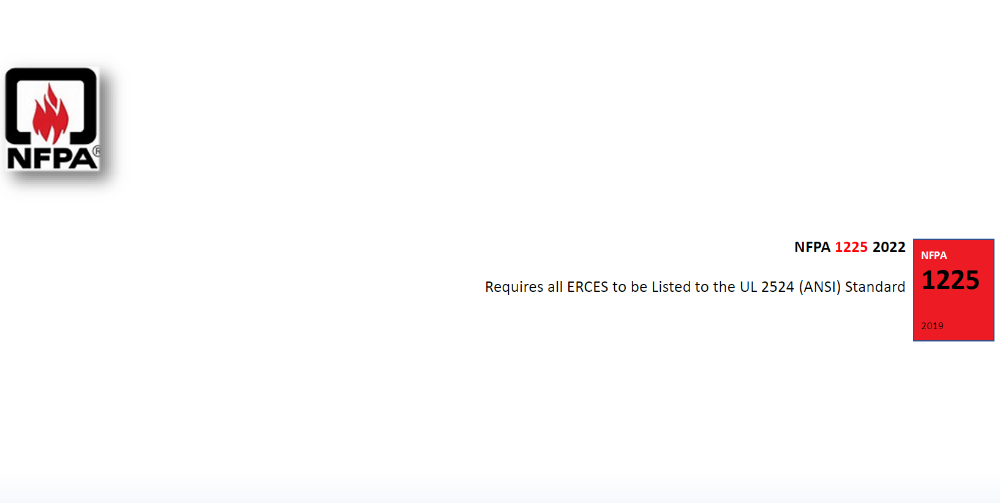 NFPA®
NFPA 1225 2022
Requires all ERCES to be Listed to the UL 2524 (ANSI) Standard
NFPA
1225
2019